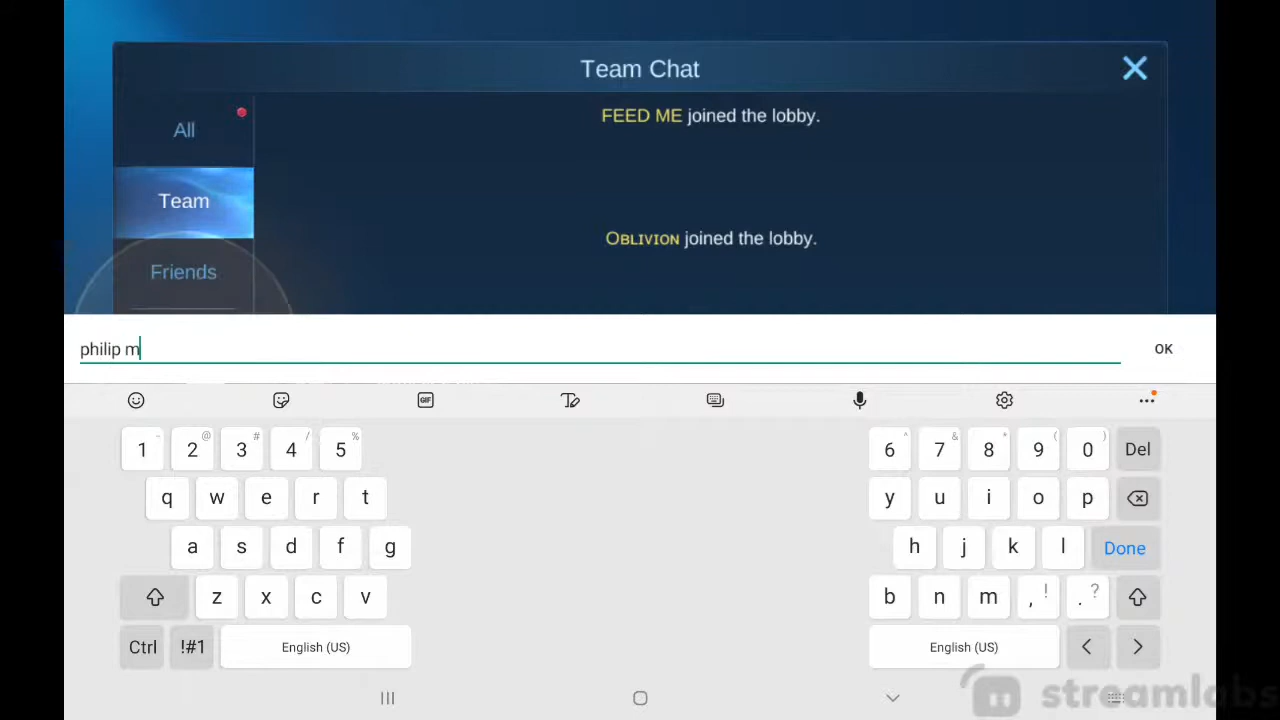 Team Chat
All
FEED ME joined the lobby.
Team
Oblivion joined the lobby.
Friends
philip m
OK
GIF
1 - 2 @ 3 # 4 / 5 % 6 ^ 7 & 8 * 9 ( 0 ) Del
q w e r t y u i o p
a s d f g h j k l Done
z x c v b n m , ! . ?
Ctrl !#1 English (US) English (US) < >
streamlabs